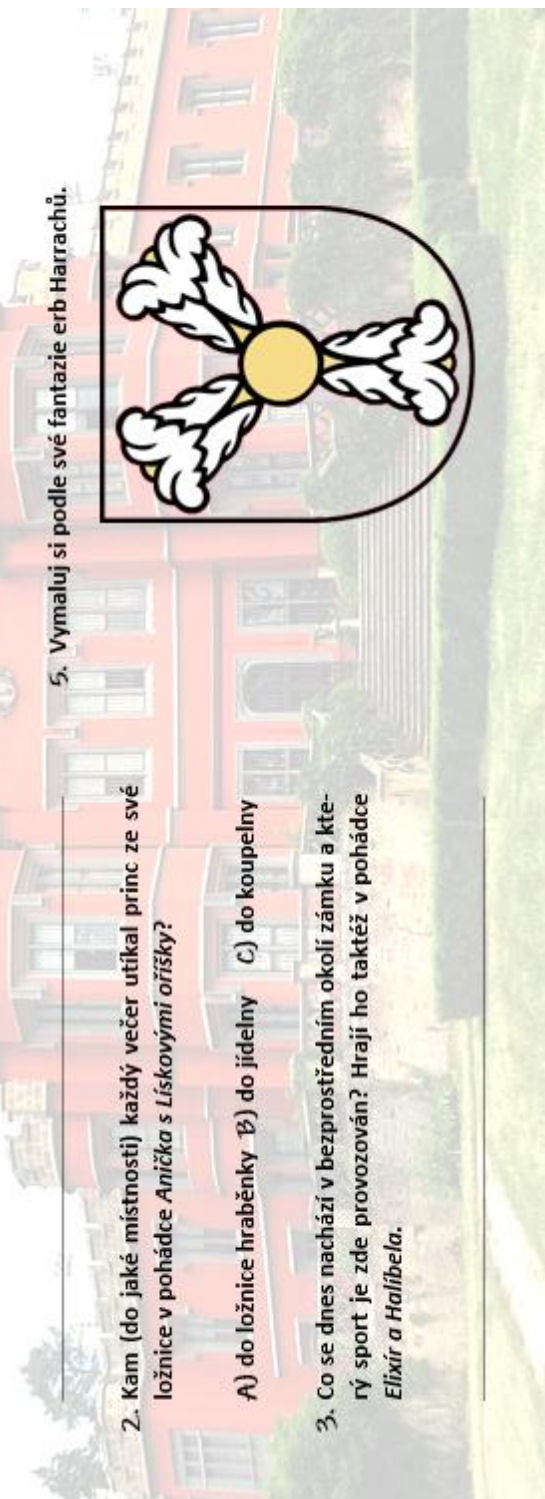 2. Kam (do jaké místnosti) každý večer utíkal princ ze své
ložnice v pohádce Anička s Lískovými oříšky?
A) do ložnice hraběnky B) do jídelny C) do koupelny
3. Co se dnes nachází v bezprostředním okolí zámku a kte-
rý sport je zde provozován? Hrají ho taktéž v pohádce
Elixír a Halíbela.
5. Vymaluj si podle své fantazie erb Harrachů.